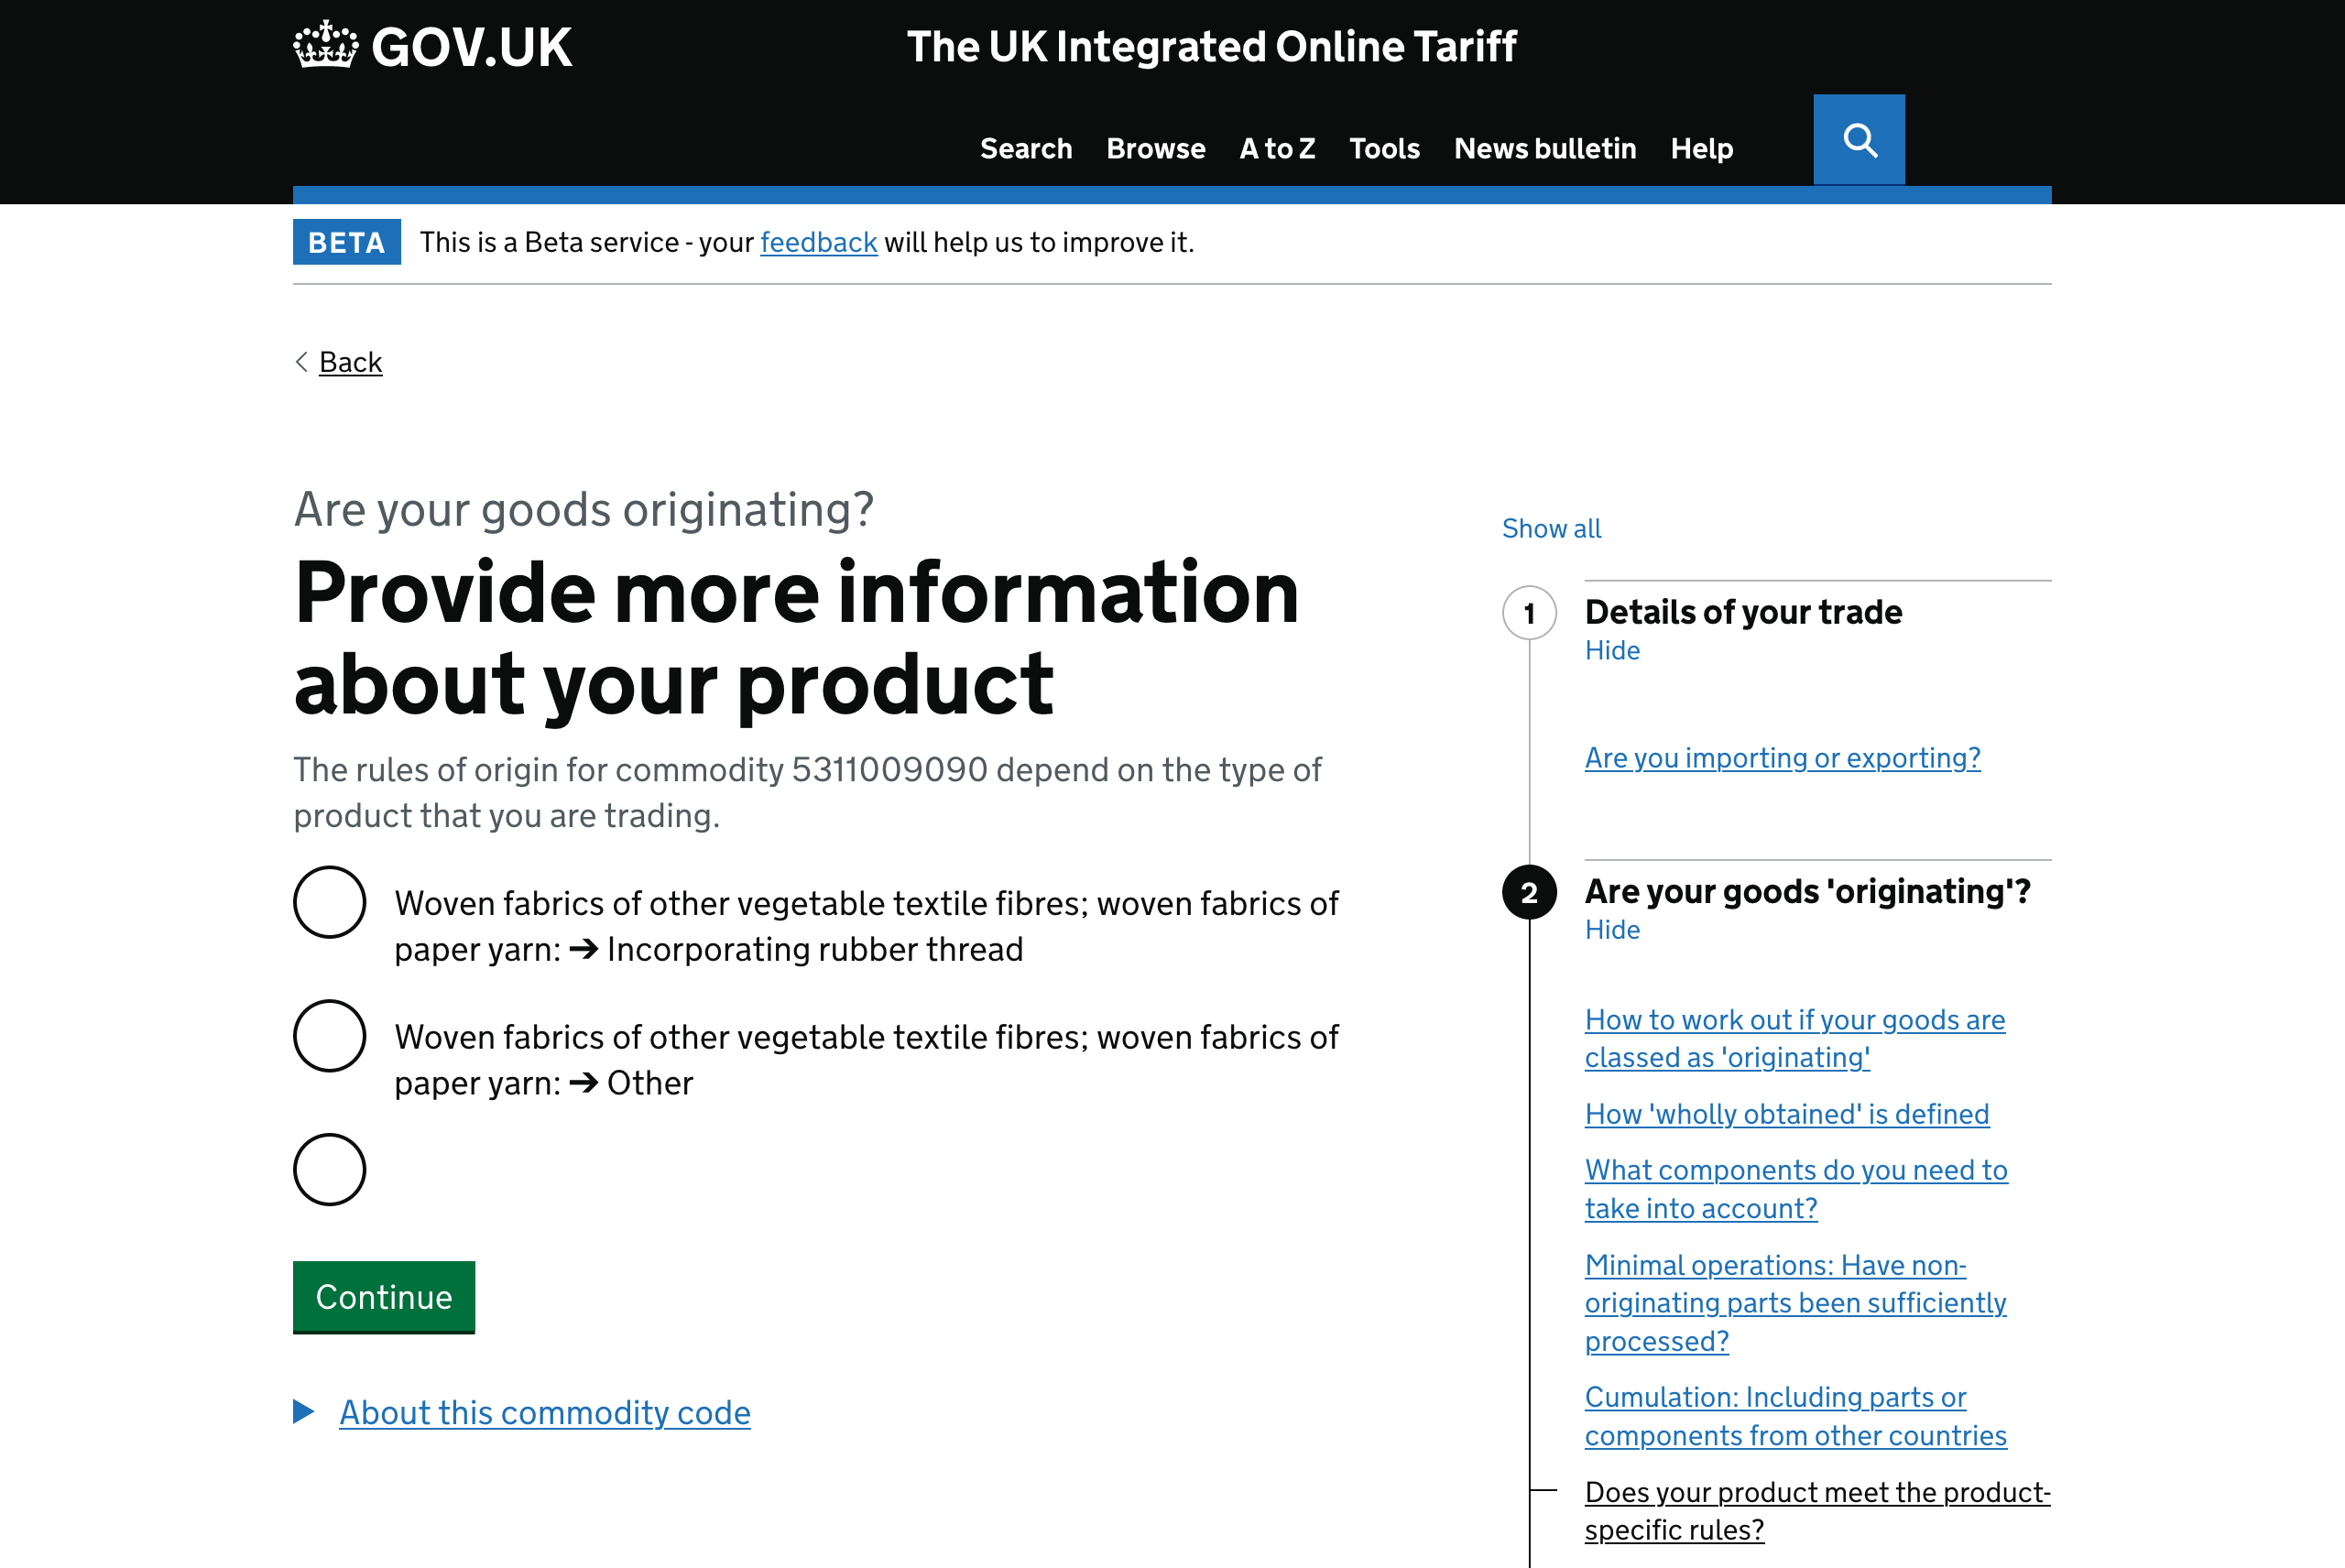 GOV.UK
The UK Integrated Online Tariff
Search Browse A to Z Tools News bulletin Help
BETA This is a Beta service - your feedback will help us to improve it.
Back
Are your goods originating?
Provide more information
about your product
The rules of origin for commodity 5311009090 depend on the type of
product that you are trading.
Woven fabrics of other vegetable textile fibres; woven fabrics of
paper yarn: ➔ Incorporating rubber thread
Woven fabrics of other vegetable textile fibres; woven fabrics of
paper yarn: ➔ Other
Continue
About this commodity code
Show all
1 Details of your trade
Hide
Are you importing or exporting?
2 Are your goods 'originating'?
Hide
How to work out if your goods are
classed as 'originating'
How 'wholly obtained' is defined
What components do you need to
take into account?
Minimal operations: Have non-
originating parts been sufficiently
processed?
Cumulation: Including parts or
components from other countries
Does your product meet the product-
specific rules?